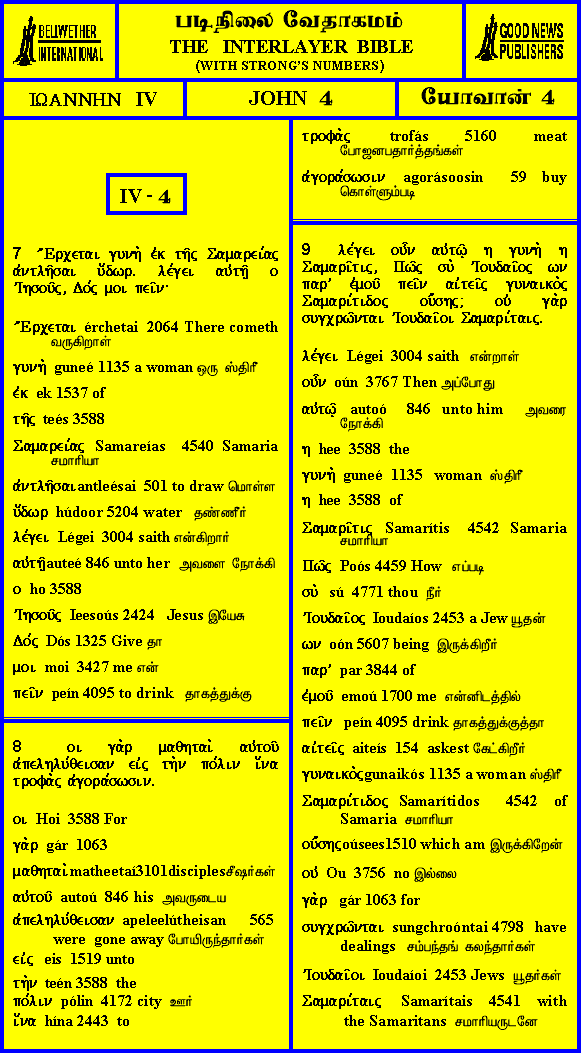 BELLWETHER
INTERNATIONAL
படிநிலை வேதாகமம்
THE INTERLAYER BIBLE
(WITH STRONG'S NUMBERS)
GOOD NEWS
PUBLISHERS
ΙΩΑΝΝΗΝ IV
JOHN 4
யோவான் 4
IV - 4
7 Ἔρχεται γυνὴ ἐκ τῆς Σαμαρείας
ἀντλῆσαι ὕδωρ. λέγει αὐτῇ ο
Ἰησοῦς, Δός μοι πεῖν·
Ἔρχεται érchetai 2064 There cometh
வருகிறாள்
γυνὴ guneé 1135 a woman ஒரு ஸ்திரீ
ἐκ ek 1537 of
τῆς teés 3588
Σαμαρείας Samareías 4540 Samaria
சமாரியா
ἀντλῆσαι antleésai 501 to draw மொள்ள
ὕδωρ húdoor 5204 water தண்ணீர்
λέγει Légei 3004 saith என்கிறார்
αὐτῇ auteé 846 unto her அவளை நோக்கி
ο ho 3588
Ἰησοῦς Ieesoús 2424 Jesus இயேசு
Δός Dós 1325 Give தா
μοι moi 3427 me என்
πεῖν peín 4095 to drink தாகத்துக்கு
8 οι γὰρ μαθηταὶ αὐτοῦ
ἀπεληλύθεισαν εἰς τὴν πόλιν ἵνα
τροφὰς ἀγοράσωσιν.
οι Hoi 3588 For
γὰρ gár 1063
μαθηταὶ matheetaí 3101 disciples சீஷர்கள்
αὐτοῦ autoú 846 his அவருடைய
ἀπεληλύθεισαν apeleelútheisan 565
were gone away போயிருந்தார்கள்
εἰς eis 1519 unto
τὴν teén 3588 the
πόλιν pólin 4172 city ஊர்
ἵνα hína 2443 to
τροφὰς trofás 5160 meat
போஜனபதார்த்தங்கள்
ἀγοράσωσιν agorásoosin 59 buy
கொள்ளும்படி
9 λέγει οὖν αὐτῷ η γυνὴ η
Σαμαρῖτις, Πῶς σὺ Ἰουδαῖος ων
παρ' ἐμοῦ πεῖν αἰτεῖς γυναικὸς
Σαμαρίτιδος οὔσης; οὐ γὰρ
συγχρῶνται Ἰουδαῖοι Σαμαρίταις.
λέγει Légei 3004 saith என்றாள்
οὖν oún 3767 Then அப்போது
αὐτῷ autoó 846 unto him அவரை
நோக்கி
η hee 3588 the
γυνὴ guneé 1135 woman ஸ்திரீ
η hee 3588 of
Σαμαρῖτις Samarítis 4542 Samaria
சமாரியா
Πῶς Poós 4459 How எப்படி
σὺ sú 4771 thou நீர்
Ἰουδαῖος Ioudaíos 2453 a Jew யூதன்
ων oón 5607 being இருக்கிறீர்
παρ' par 3844 of
ἐμοῦ emoú 1700 me என்னிடத்தில்
πεῖν peín 4095 drink தாகத்துக்குத்தா
αἰτεῖς aiteís 154 askest கேட்கிறீர்
γυναικὸς gunaikós 1135 a woman ஸ்திரீ
Σαμαρίτιδος Samarítidos 4542 of
Samaria சமாரியா
οὔσης oúsees 1510 which am இருக்கிறேன்
οὐ Ou 3756 no இல்லை
γὰρ gár 1063 for
συγχρῶνται sungchroóntai 4798 have
dealings சம்பந்தங் கலந்தார்கள்
Ἰουδαῖοι Ioudaíoi 2453 Jews யூதர்கள்
Σαμαρίταις Samarítais 4541 with
the Samaritans சமாரியருடனே